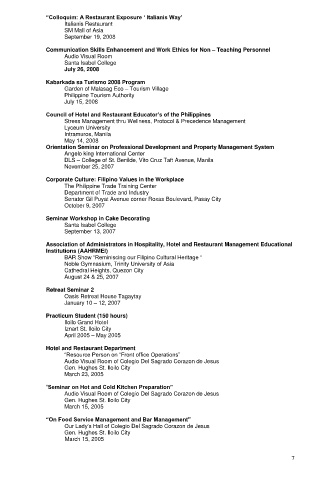 "Colloquim: A Restaurant Exposure ' Italianis Way'
Italianis Restaurant
SM Mall of Asia
September 19, 2008
Communication Skills Enhancement and Work Ethics for Non – Teaching Personnel
Audio Visual Room
Santa Isabel College
July 26, 2008
Kabarkada sa Turismo 2008 Program
Garden of Malasag Eco – Tourism Village
Philippine Tourism Authority
July 15, 2008
Council of Hotel and Restaurant Educator's of the Philippines
Stress Management thru Wellness, Protocol & Precedence Management
Lyceum University
Intramuros, Manila
May 14, 2008
Orientation Seminar on Professional Development and Property Management System
Angelo King International Center
DLS – College of St. Benilde, Vito Cruz Taft Avenue, Manila
November 25, 2007
Corporate Culture: Filipino Values in the Workplace
The Philippine Trade Training Center
Department of Trade and Industry
Senator Gil Puyat Avenue corner Roxas Boulevard, Pasay City
October 9, 2007
Seminar Workshop in Cake Decorating
Santa Isabel College
September 13, 2007
Association of Administrators in Hospitality, Hotel and Restaurant Management Educational
Institutions (AAHRMEI)
BAR Show "Reminiscing our Filipino Cultural Heritage "
Noble Gymnasium, Trinity University of Asia
Cathedral Heights, Quezon City
August 24 & 25, 2007
Retreat Seminar 2
Oasis Retreat House Tagaytay
January 10 – 12, 2007
Practicum Student (150 hours)
Iloilo Grand Hotel
Iznart St. Iloilo City
April 2005 – May 2005
Hotel and Restaurant Department
"Resource Person on "Front office Operations"
Audio Visual Room of Colegio Del Sagrado Corazon de Jesus
Gen. Hughes St. Iloilo City
March 23, 2005
"Seminar on Hot and Cold Kitchen Preparation"
Audio Visual Room of Colegio Del Sagrado Corazon de Jesus
Gen. Hughes St. Iloilo City
March 15, 2005
"On Food Service Management and Bar Management"
Our Lady's Hall of Colegio Del Sagrado Corazon de Jesus
Gen. Hughes St. Iloilo City
March 15, 2005
7